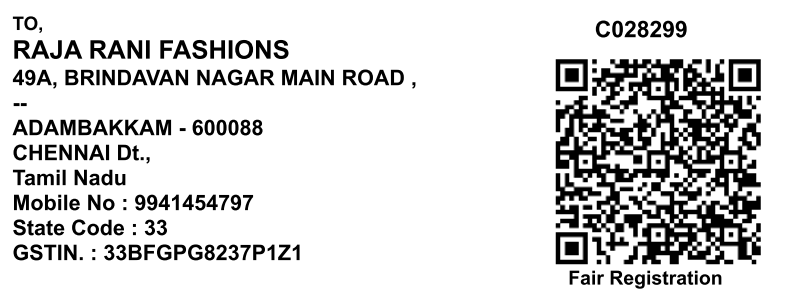 TO,
RAJA RANI FASHIONS
49A, BRINDAVAN NAGAR MAIN ROAD ,
--
ADAMBAKKAM - 600088
CHENNAI Dt.,
Tamil Nadu
Mobile No : 9941454797
State Code : 33
GSTIN. : 33BFGPG8237P1Z1
C028299
Fair Registration